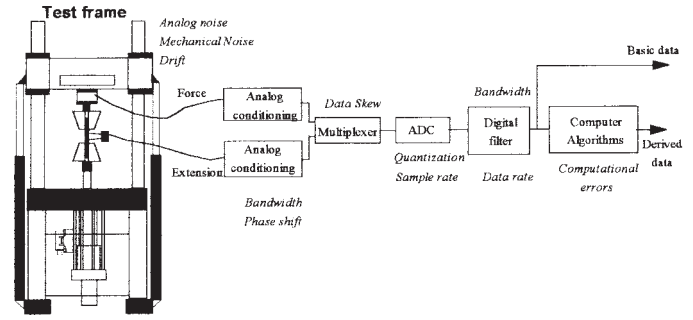 Test frame
Analog noise
Mechanical Noise
Drift
Force
Extension
Analog
conditioning
Analog
conditioning
Bandwidth
Phase shift
Data Skew
Multiplexer
ADC
Quantization
Sample rate
Bandwidth
Digital
filter
Data rate
Computer
Algorithms
Computational
errors
Basic data
Derived
data